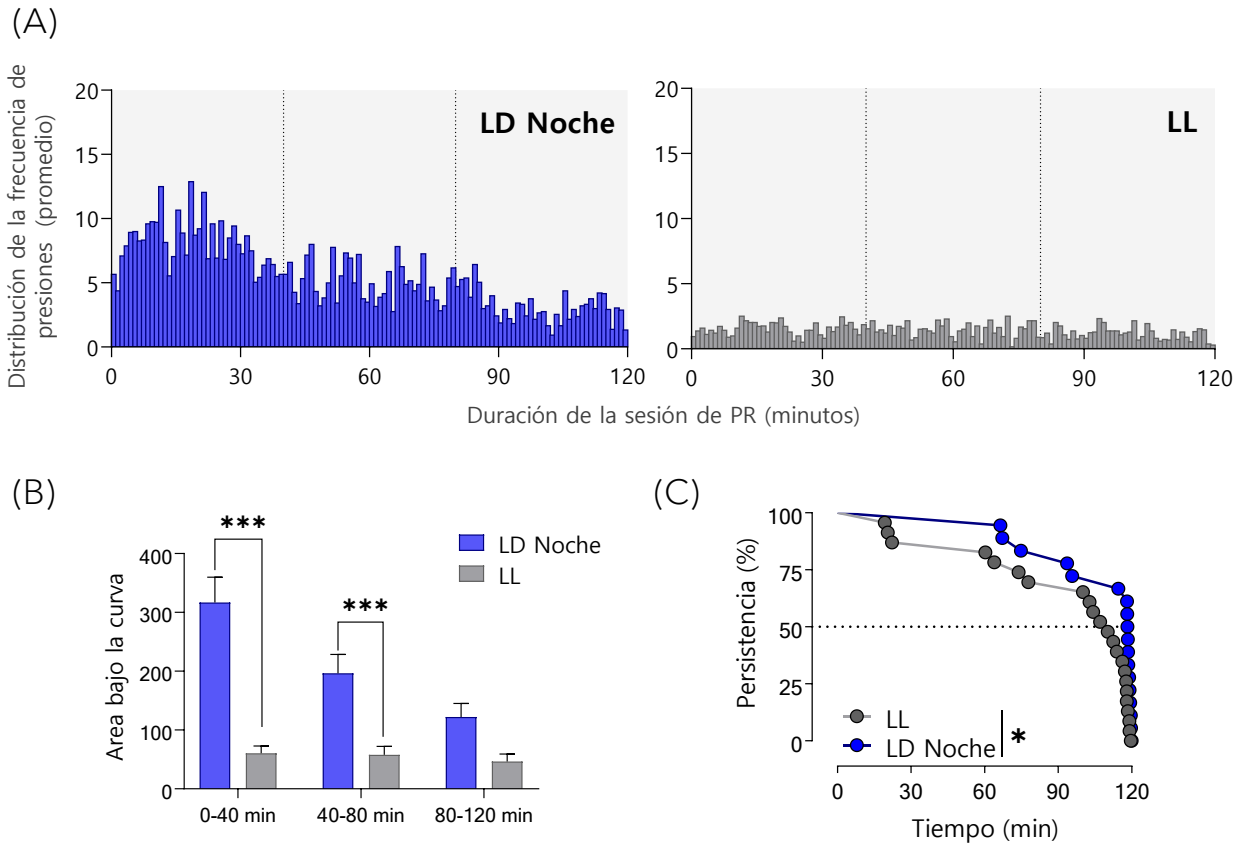 (A)
Distribución de la frecuencia de
presiones (promedio)
20
15
10
5
0
LD Noche
0
30
60
90
120
20
15
10
5
0
LL
0
30
60
90
120
Duración de la sesión de PR (minutos)
(B)
Area bajo la curva
400
300
200
100
0
***
***
LD Noche
LL
0-40 min
40-80 min
80-120 min
(C)
Persistencia (%)
100
75
50
25
0
LL
LD Noche
*
0
30
60
90
120
Tiempo (min)